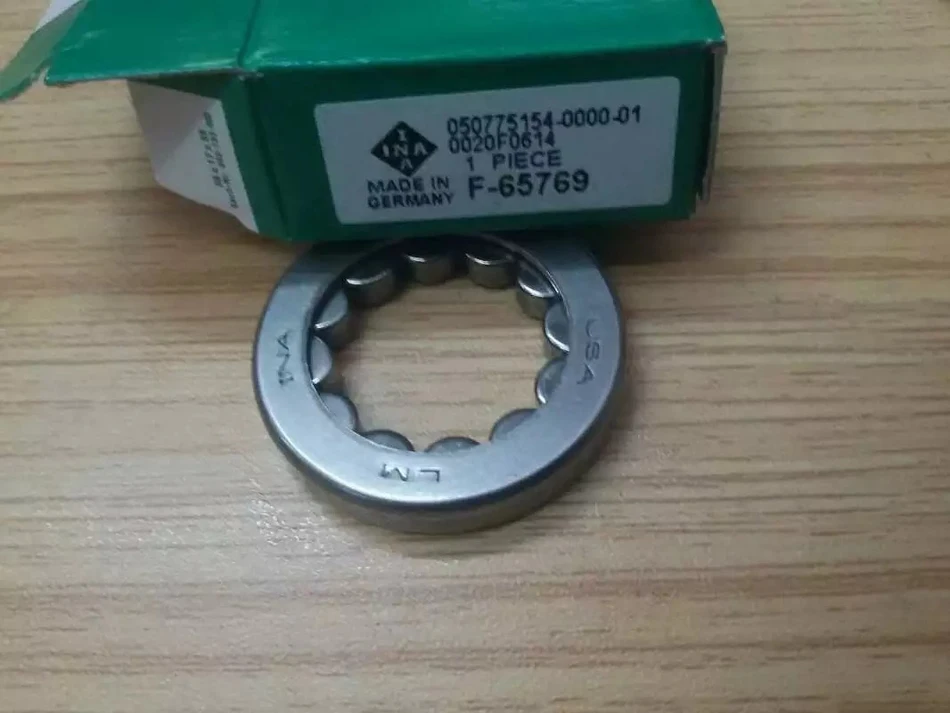 INA
050775154-0000-01
0020F0614
1 PIECE
MADE IN
GERMANY
F-65769
INA
USA
LM